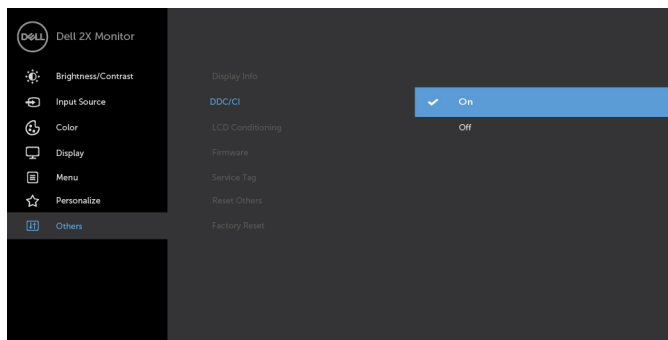 DELL Dell 2X Monitor
Brightness/Contrast
Input Source
Color
Display
Menu
Personalize
Others
Display Info
DDC/CI
LCD Conditioning
Firmware
Service Tag
Reset Others
Factory Reset
On
Off